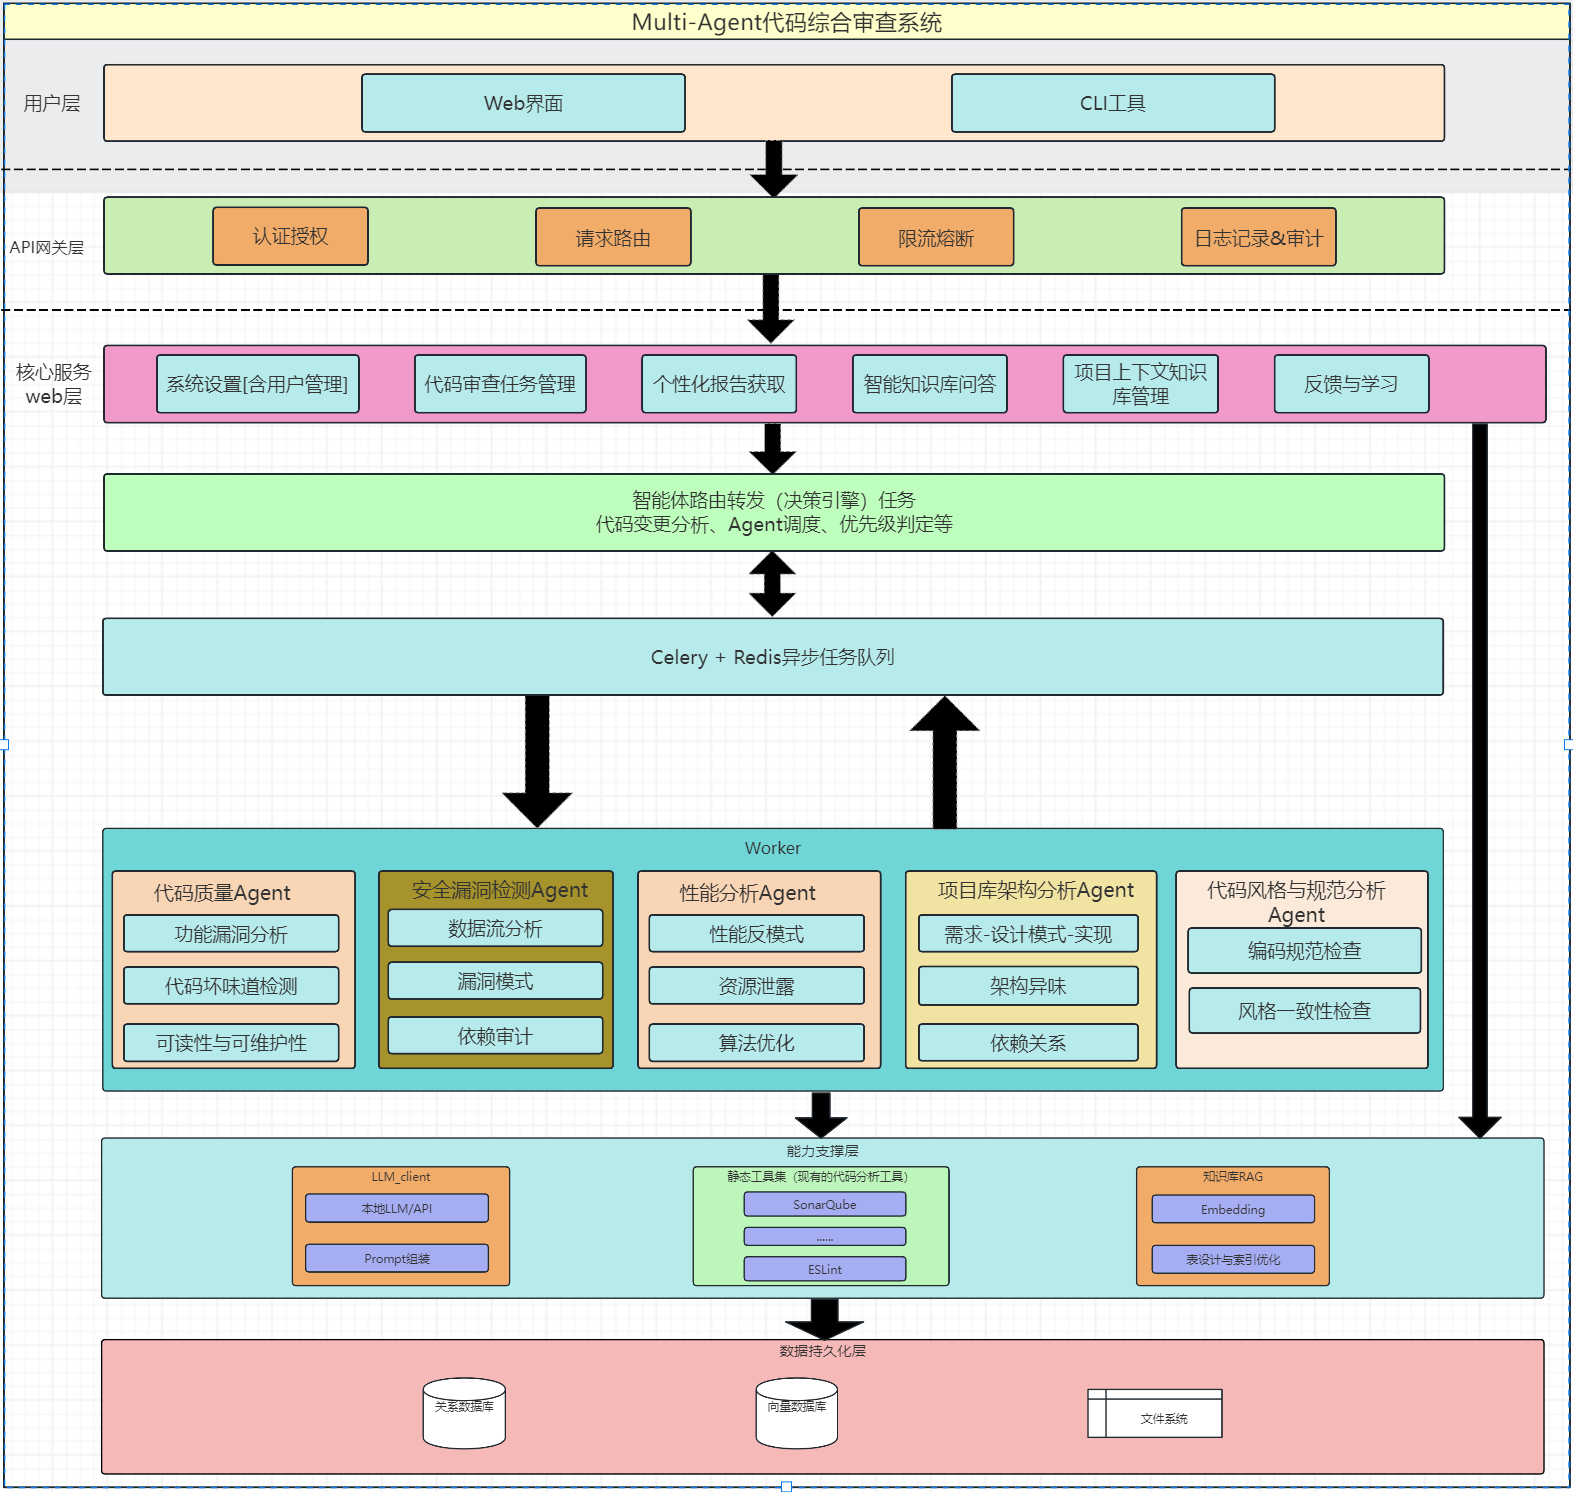 Multi-Agent代码综合审查系统
用户层
Web界面
CLI工具
API网关层
认证授权
请求路由
限流熔断
日志记录&审计
核心服务
web层
系统设置[含用户管理]
代码审查任务管理
个性化报告获取
智能知识库问答
项目上下文知识
库管理
反馈与学习
智能体路由转发（决策引擎）任务
代码变更分析、Agent调度、优先级判定等
Celery + Redis异步任务队列
Worker
代码质量Agent
功能漏洞分析
代码坏味道检测
可读性与可维护性
安全漏洞检测Agent
数据流分析
漏洞模式
依赖审计
性能分析Agent
性能反模式
资源泄露
算法优化
项目库架构分析Agent
需求-设计模式-实现
架构异味
依赖关系
代码风格与规范分析
Agent
编码规范检查
风格一致性检查
能力支撑层
LLM_client
本地LLM/API
Prompt组装
静态工具集（现有的代码分析工具）
SonarQube
......
ESLint
知识库RAG
Embedding
表设计与索引优化
数据持久化层
关系数据库
向量数据库
文件系统